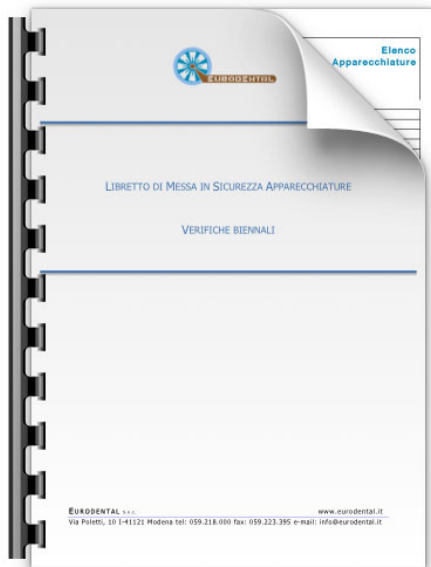 Elenco
Apparecchiature
EURODENTAL
LIBRETTO DI MESSA IN SICUREZZA APPARECCHIATURE
VERIFICHE BIENNALI
EURODENTAL s.n.c. www.eurodental.it
Via Poletti, 10 I-41121 Modena tel: 059.218.000 fax: 059.223.395 e-mail: info@eurodental.it